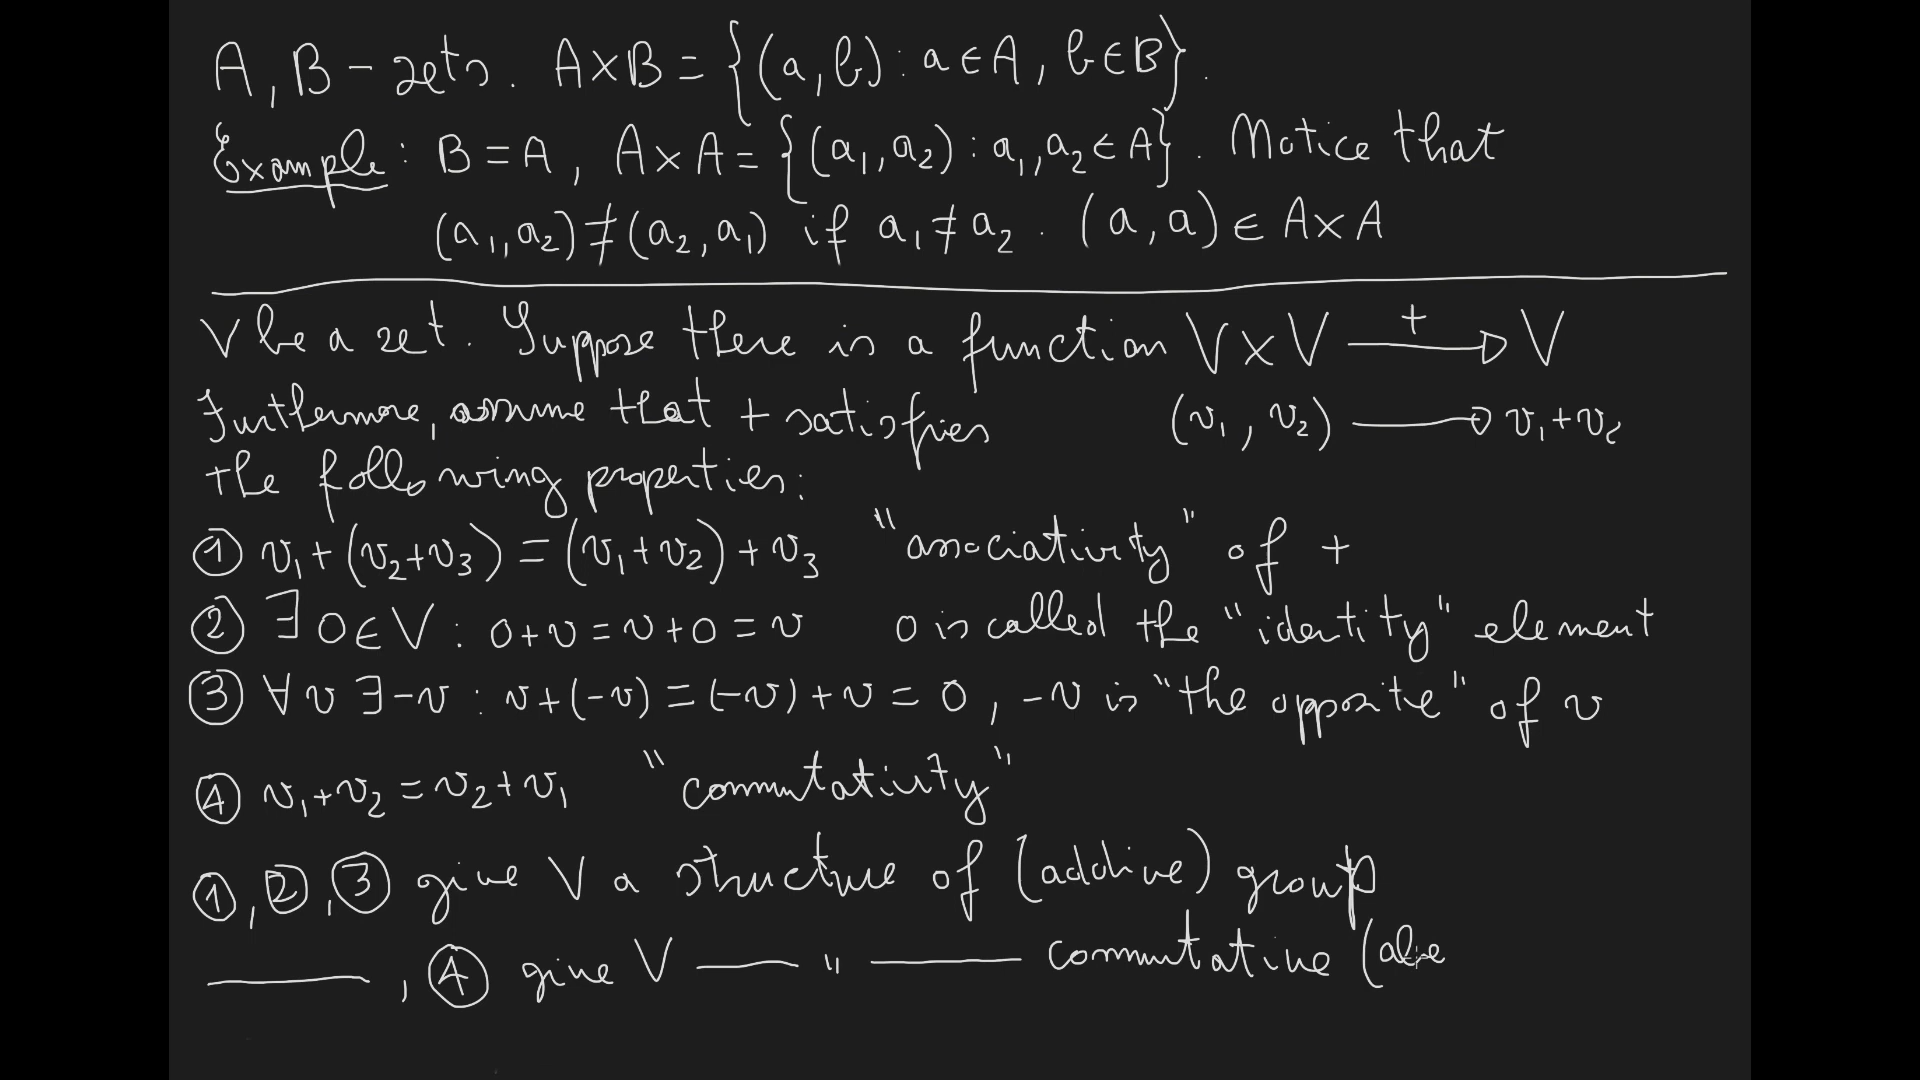 A, B - sets. A×B = {(a, b) : a ∈ A, b ∈ B}.
Example: B = A, A×A = {(a₁, a₂) : a₁, a₂ ∈ A}. Notice that
(a₁, a₂) ≠ (a₂, a₁) if a₁ ≠ a₂. (a, a) ∈ A×A
V be a set. Suppose there is a function V×V —+→ V
Furthermore, assume that + satisfies (v₁, v₂) ⟶ v₁+v₂
the following properties:
① v₁+(v₂+v₃) = (v₁+v₂)+v₃ "associativity" of +
② ∃ 0 ∈ V : 0+v = v+0 = v 0 is called the "identity" element
③ ∀ v ∃ -v : v+(-v) = (-v)+v = 0, -v is "the opposite" of v
④ v₁+v₂ = v₂+v₁ "commutativity"
①, ②, ③ give V a structure of (addive) group
———, ④ give V —— " ——— commutative (abe